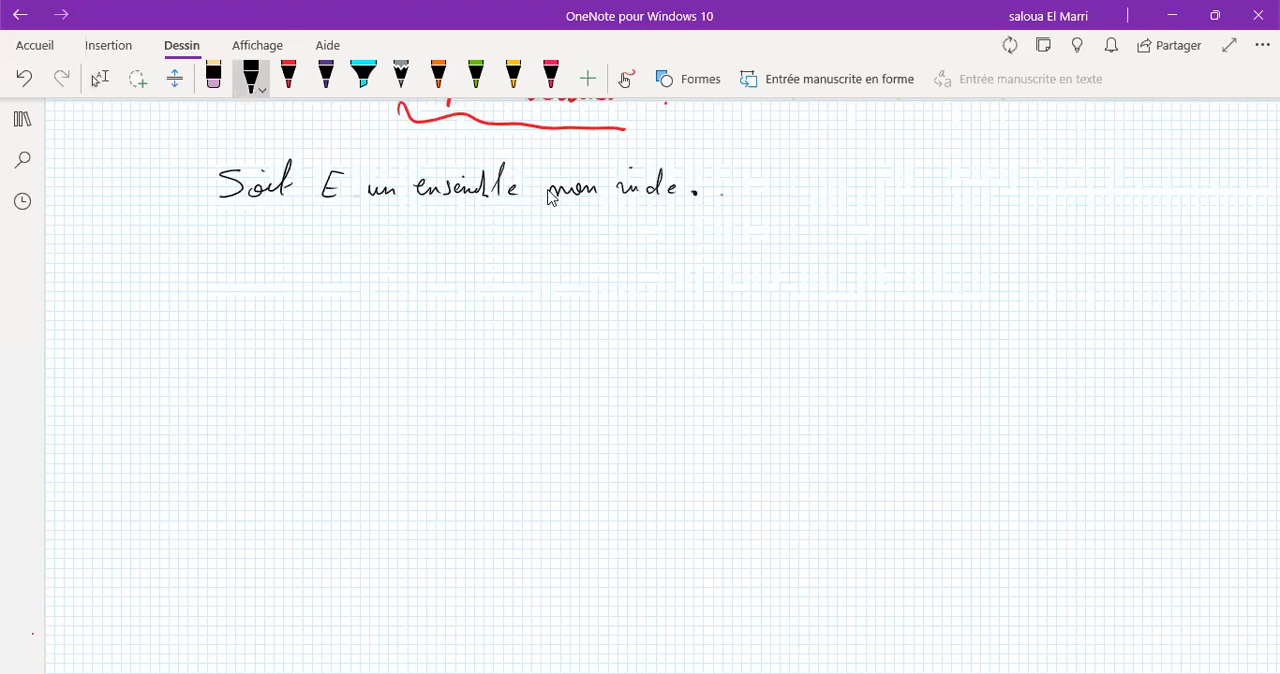 OneNote pour Windows 10
saloua El Marri
Accueil Insertion Dessin Affichage Aide
Partager
Formes Entrée manuscrite en forme Entrée manuscrite en texte
Soit E un ensemble non vide.